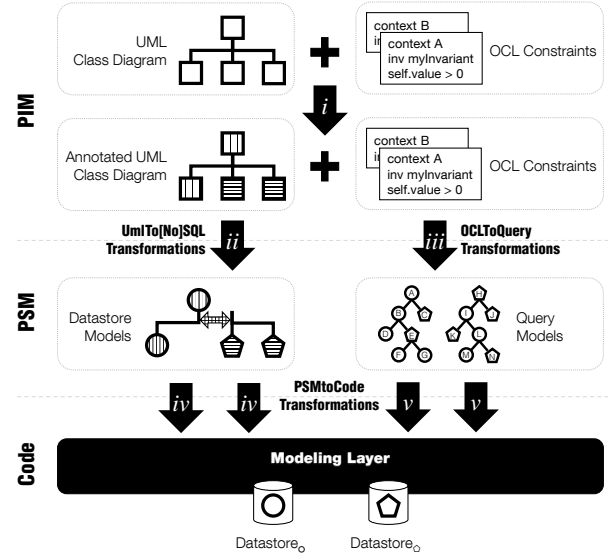 UML
Class Diagram
context B
in
context A
inv myInvariant
self.value > 0
OCL Constraints
i
PIM
Annotated UML
Class Diagram
context B
in
context A
inv myInvariant
self.value > 0
OCL Constraints
UmlTo[No]SQL
Transformations
ii
iii
OCLToQuery
Transformations
PSM
Datastore
Models
A
B
C
D
E
F
G
H
I
J
K
L
M
N
Query
Models
iv
iv
PSMtoCode
Transformations
v
v
Code
Modeling Layer
Datastore
Datastore